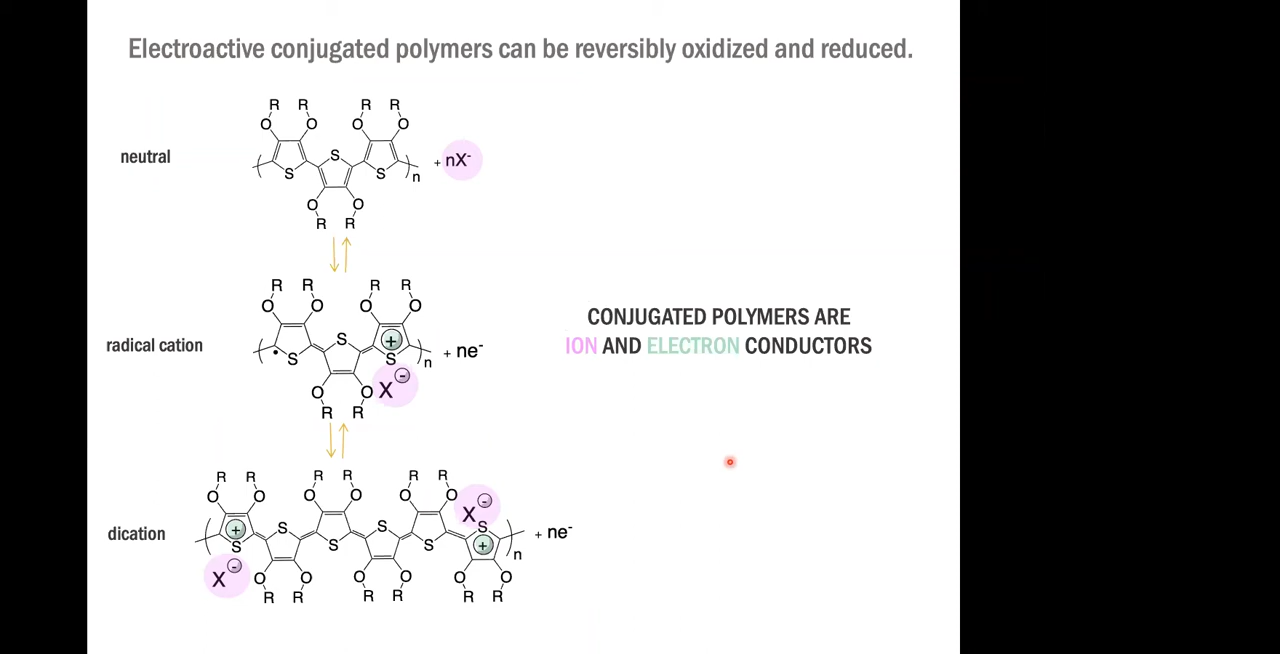 Electroactive conjugated polymers can be reversibly oxidized and reduced.
R R R R
O O O O
neutral
S
S S
n
+ nX⁻
O O
R R
R R R R
O O O O
radical cation
S
+
•
S S
n
+ ne⁻
X -
O O
R R
CONJUGATED POLYMERS ARE
ION AND ELECTRON CONDUCTORS
R R R R R R
O O O O O O
X -
dication
+ S S S
S S S +
n
+ ne⁻
X -
O O O O O O
R R R R R R